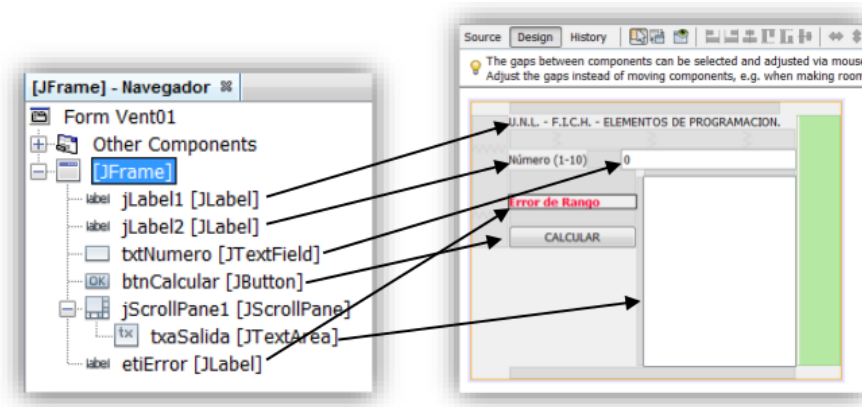 [JFrame] - Navegador
Form Vent01
Other Components
[JFrame]
label jLabel1 [JLabel]
label jLabel2 [JLabel]
txtNumero [JTextField]
OK btnCalcular [JButton]
jScrollPane1 [JScrollPane]
tx txaSalida [JTextArea]
label etiError [JLabel]
Source Design History
The gaps between components can be selected and adjusted via mouse
Adjust the gaps instead of moving components, e.g. when making room
U.N.L. - F.I.C.H. - ELEMENTOS DE PROGRAMACION.
Número (1-10) 0
Error de Rango
CALCULAR